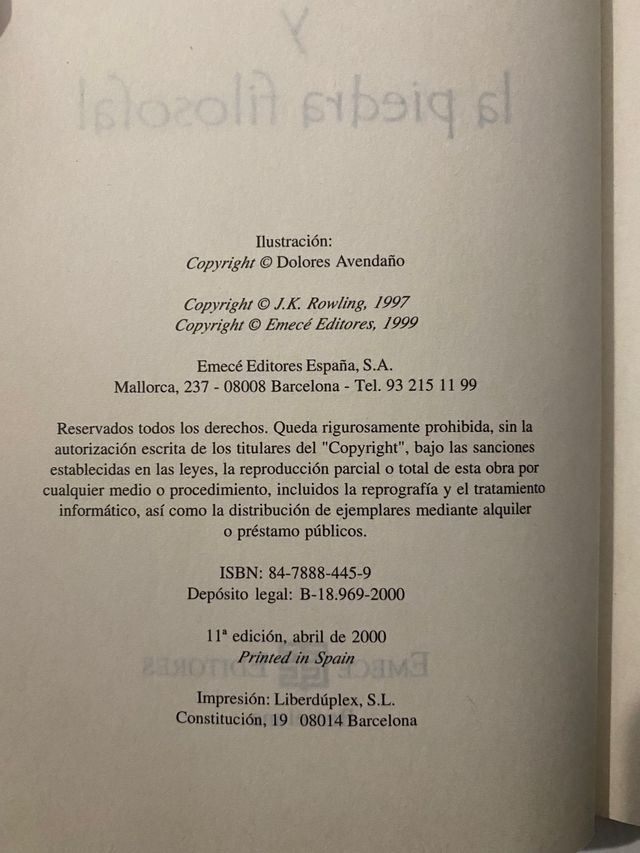 y
la piedra filosofal
Ilustración:
Copyright © Dolores Avendaño
Copyright © J.K. Rowling, 1997
Copyright © Emecé Editores, 1999
Emecé Editores España, S.A.
Mallorca, 237 - 08008 Barcelona - Tel. 93 215 11 99
Reservados todos los derechos. Queda rigurosamente prohibida, sin la
autorización escrita de los titulares del "Copyright", bajo las sanciones
establecidas en las leyes, la reproducción parcial o total de esta obra por
cualquier medio o procedimiento, incluidos la reprografía y el tratamiento
informático, así como la distribución de ejemplares mediante alquiler
o préstamo públicos.
ISBN: 84-7888-445-9
Depósito legal: B-18.969-2000
11ª edición, abril de 2000
Printed in Spain
EMECÉ EDITORES
Impresión: Liberdúplex, S.L.
Constitución, 19 08014 Barcelona